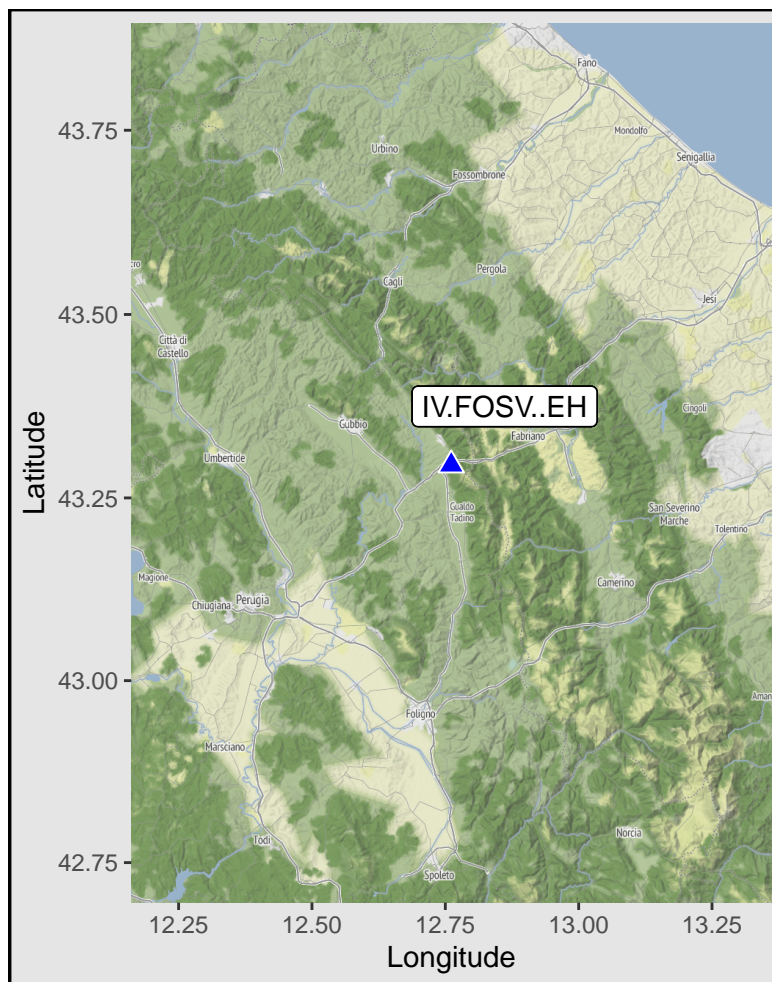 Fano
43.75
Mondolfo
Urbino
Senigallia
Fossombrone
Pergola
cro
Cagli
43.50
Jesi
Città di
Castello
IV.FOSV..EH
Cingoli
Gubbio
Fabriano
Umbertide
43.25
Gualdo
Tadino
San Severino
Marche
Tolentino
Magione
Camerino
Chiugiana
Perugia
43.00
Aman
Foligno
Marsciano
Norcia
Todi
42.75
Spoleto
Latitude
12.25 12.50 12.75 13.00 13.25
Longitude